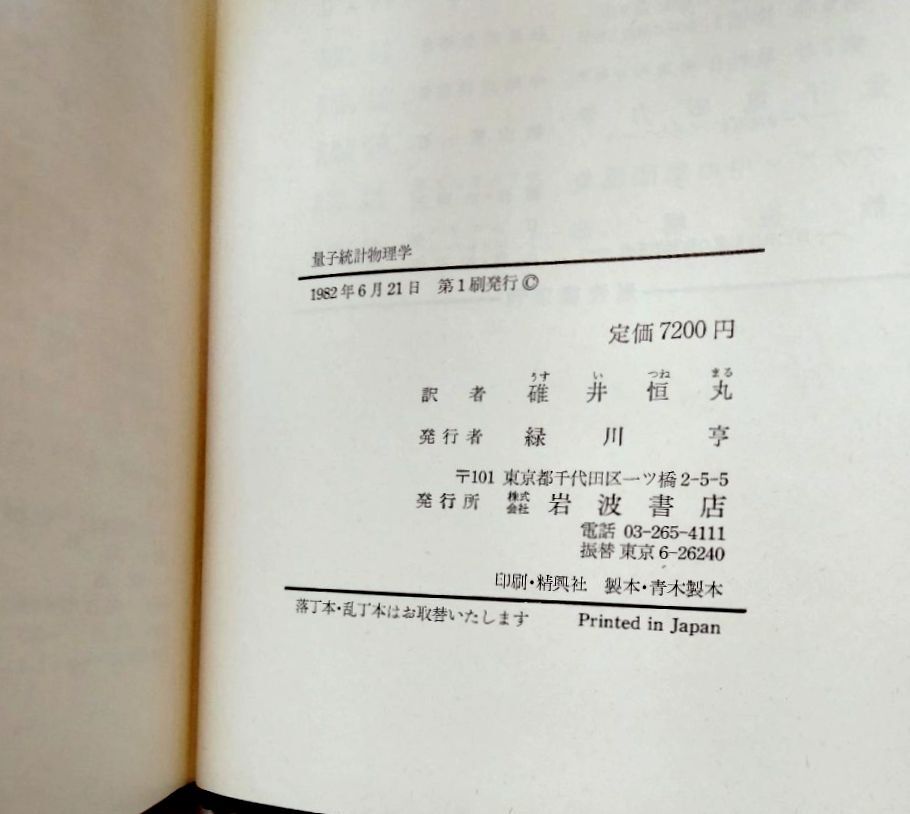 量子統計物理学
1982年6月21日 第1刷発行 ©
定価 7200 円
うす い つね まる
訳者 碓井恒丸
発行者 緑川亨
〒101 東京都千代田区一ツ橋 2-5-5
発行所 株式会社 岩波書店
電話 03-265-4111
振替 東京 6-26240
印刷・精興社 製本・青木製本
落丁本・乱丁本はお取替いたします Printed in Japan